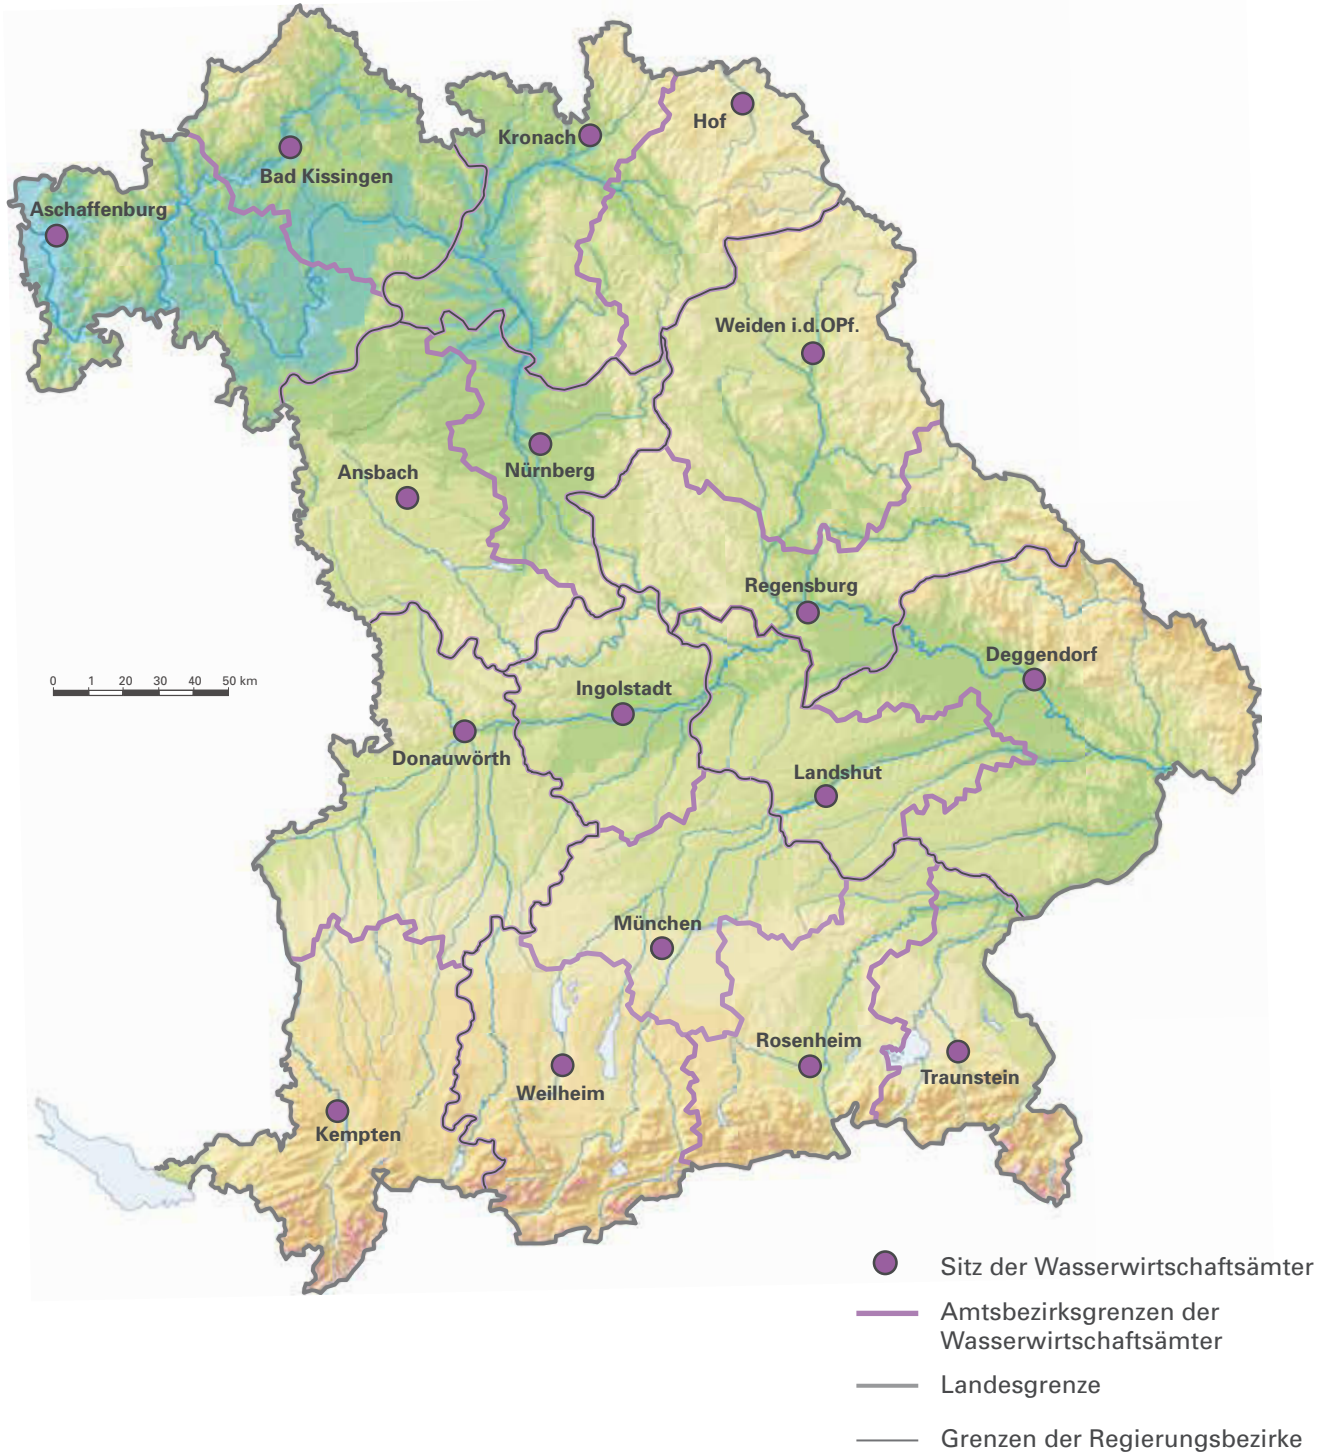 Hof
Kronach
Bad Kissingen
Aschaffenburg
Weiden i.d.OPf.
Nürnberg
Ansbach
Regensburg
Deggendorf
0 1 20 30 40 50 km
Ingolstadt
Donauwörth
Landshut
München
Rosenheim
Traunstein
Weilheim
Kempten
Sitz der Wasserwirtschaftsämter
Amtsbezirksgrenzen der
Wasserwirtschaftsämter
Landesgrenze
Grenzen der Regierungsbezirke